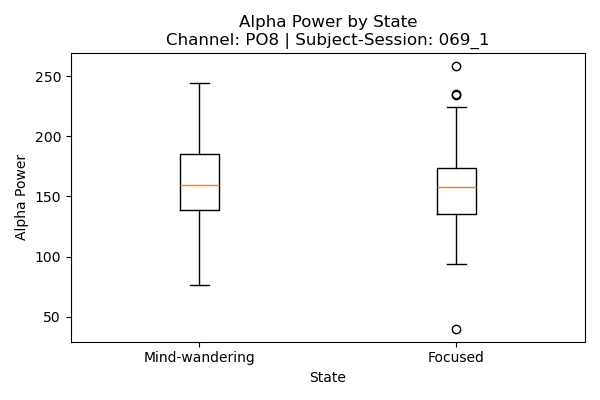 Alpha Power by State
Channel: PO8 | Subject-Session: 069_1
Alpha Power
250
200
150
100
50
Mind-wandering
Focused
State